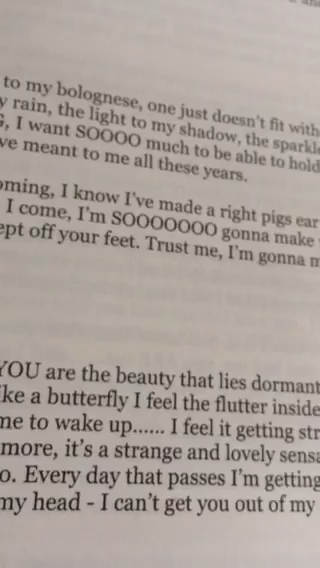 to my bolognese, one just doesn't fit with
rain, the light to my shadow, the sparkle
, I want SOOOO much to be able to hold
ve meant to me all these years.
ming, I know I've made a right pigs ear
I come, I'm SOOOOOOO gonna make
ept off your feet. Trust me, I'm gonna m
YOU are the beauty that lies dormant
ike a butterfly I feel the flutter inside
me to wake up...... I feel it getting str
more, it's a strange and lovely sensa
o. Every day that passes I'm getting
my head - I can't get you out of my